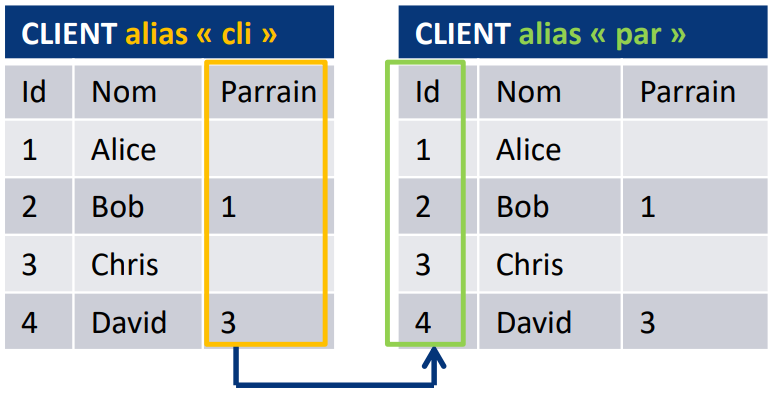 CLIENT alias « cli »
Id Nom Parrain
1 Alice
2 Bob 1
3 Chris
4 David 3
CLIENT alias « par »
Id Nom Parrain
1 Alice
2 Bob 1
3 Chris
4 David 3